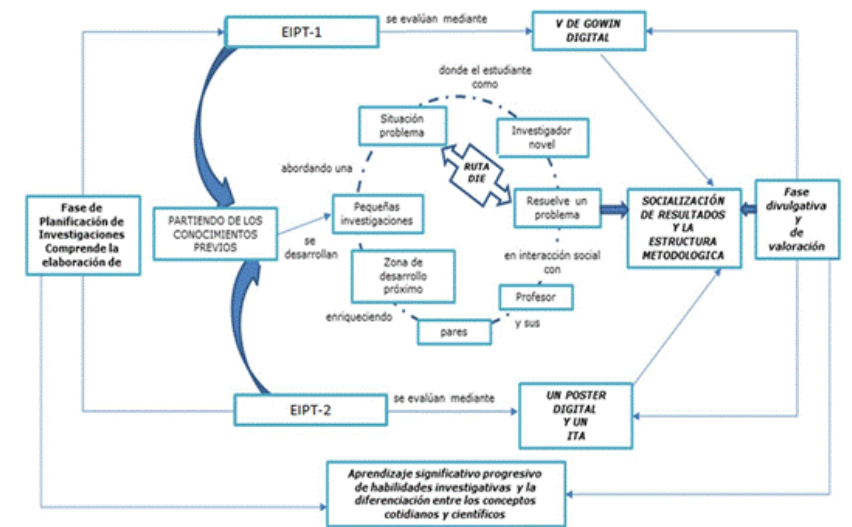 se evalúan mediante
EIPT-1
V DE GOWIN
DIGITAL
donde el estudiante
como
Situación
problema
Investigador
novel
RUTA
DIE
abordando una
Fase de
Planificación de
Investigaciones
Comprende la
elaboración de
PARTIENDO DE LOS
CONOCIMIENTOS
PREVIOS
se
desarrollan
Pequeñas
investigaciones
Resuelve un
problema
SOCIALIZACIÓN
DE RESULTADOS
Y LA
ESTRUCTURA
METODOLOGICA
Fase
divulgativa
y
de
valoración
Zona de
desarrollo
próximo
en interacción social
con
Profesor
enriqueciendo
pares
y sus
EIPT-2
se evalúan mediante
UN POSTER
DIGITAL
Y UN
ITA
Aprendizaje significativo progresivo
de habilidades investigativas y la
diferenciación entre los conceptos
cotidianos y científicos